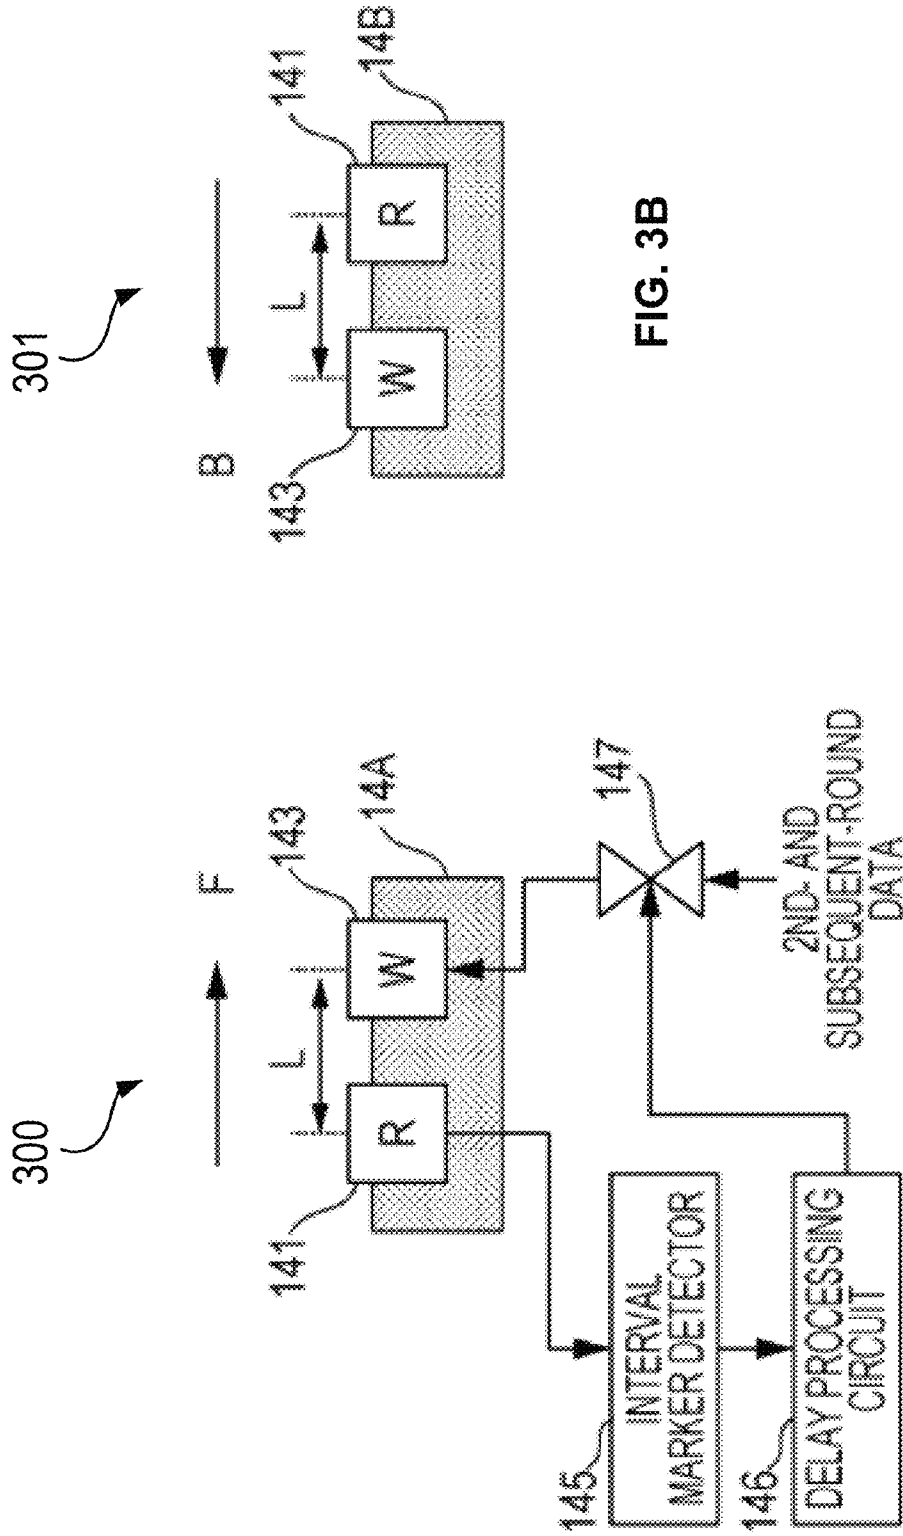 300
F
L
141
143
R
W
14A
145
INTERVAL
MARKER DETECTOR
147
146
DELAY PROCESSING
CIRCUIT
2ND- AND
SUBSEQUENT-ROUND
DATA
301
B
L
143
141
W
R
14B
FIG. 3B